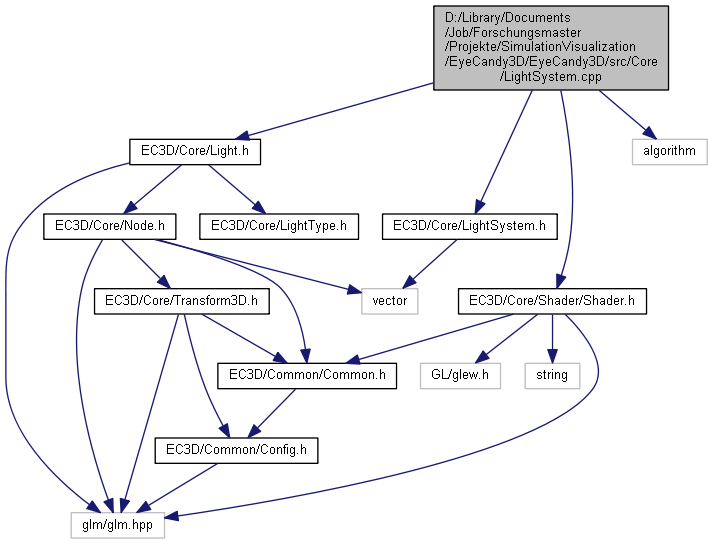 D:/Library/Documents
/Job/Forschungsmaster
/Projekte/SimulationVisualization
/EyeCandy3D/EyeCandy3D/src/Core
/LightSystem.cpp
EC3D/Core/Light.h
algorithm
EC3D/Core/Node.h
EC3D/Core/LightType.h
EC3D/Core/LightSystem.h
EC3D/Core/Transform3D.h
vector
EC3D/Core/Shader/Shader.h
EC3D/Common/Common.h
GL/glew.h
string
EC3D/Common/Config.h
glm/glm.hpp